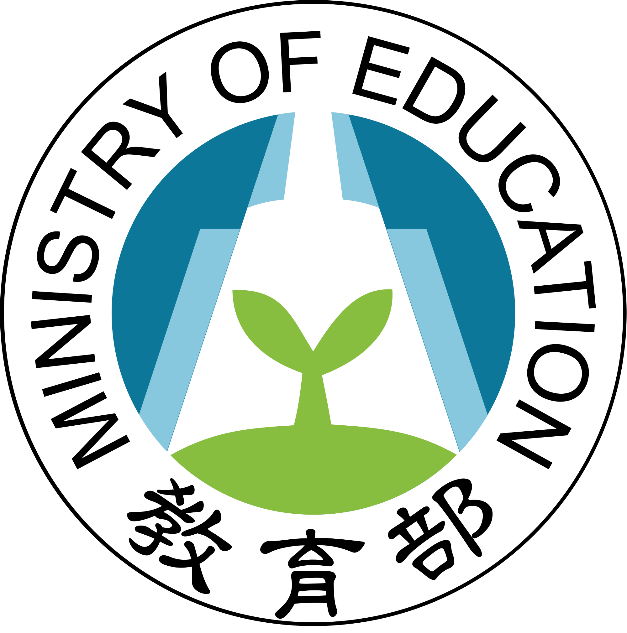 MINISTRY OF EDUCATION
教育部